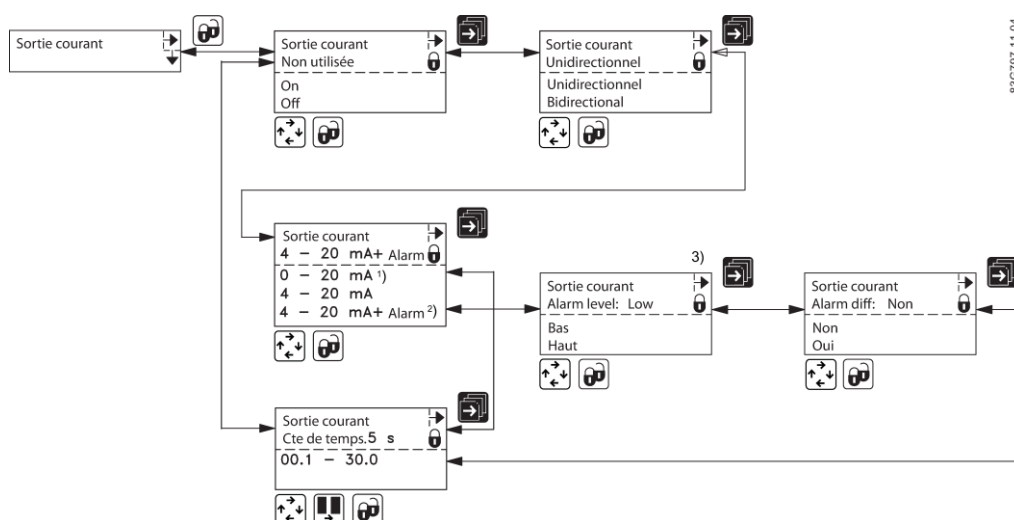 Sortie courant
Sortie courant
Non utilisée
On
Off
Sortie courant
Unidirectionnel
Unidirectionnel
Bidirectional
Sortie courant
4 – 20 mA+ Alarm
0 – 20 mA 1)
4 – 20 mA
4 – 20 mA+ Alarm 2)
3)
Sortie courant
Alarm level: Low
Bas
Haut
Sortie courant
Alarm diff: Non
Non
Oui
Sortie courant
Cte de temps.5 s
00.1 – 30.0